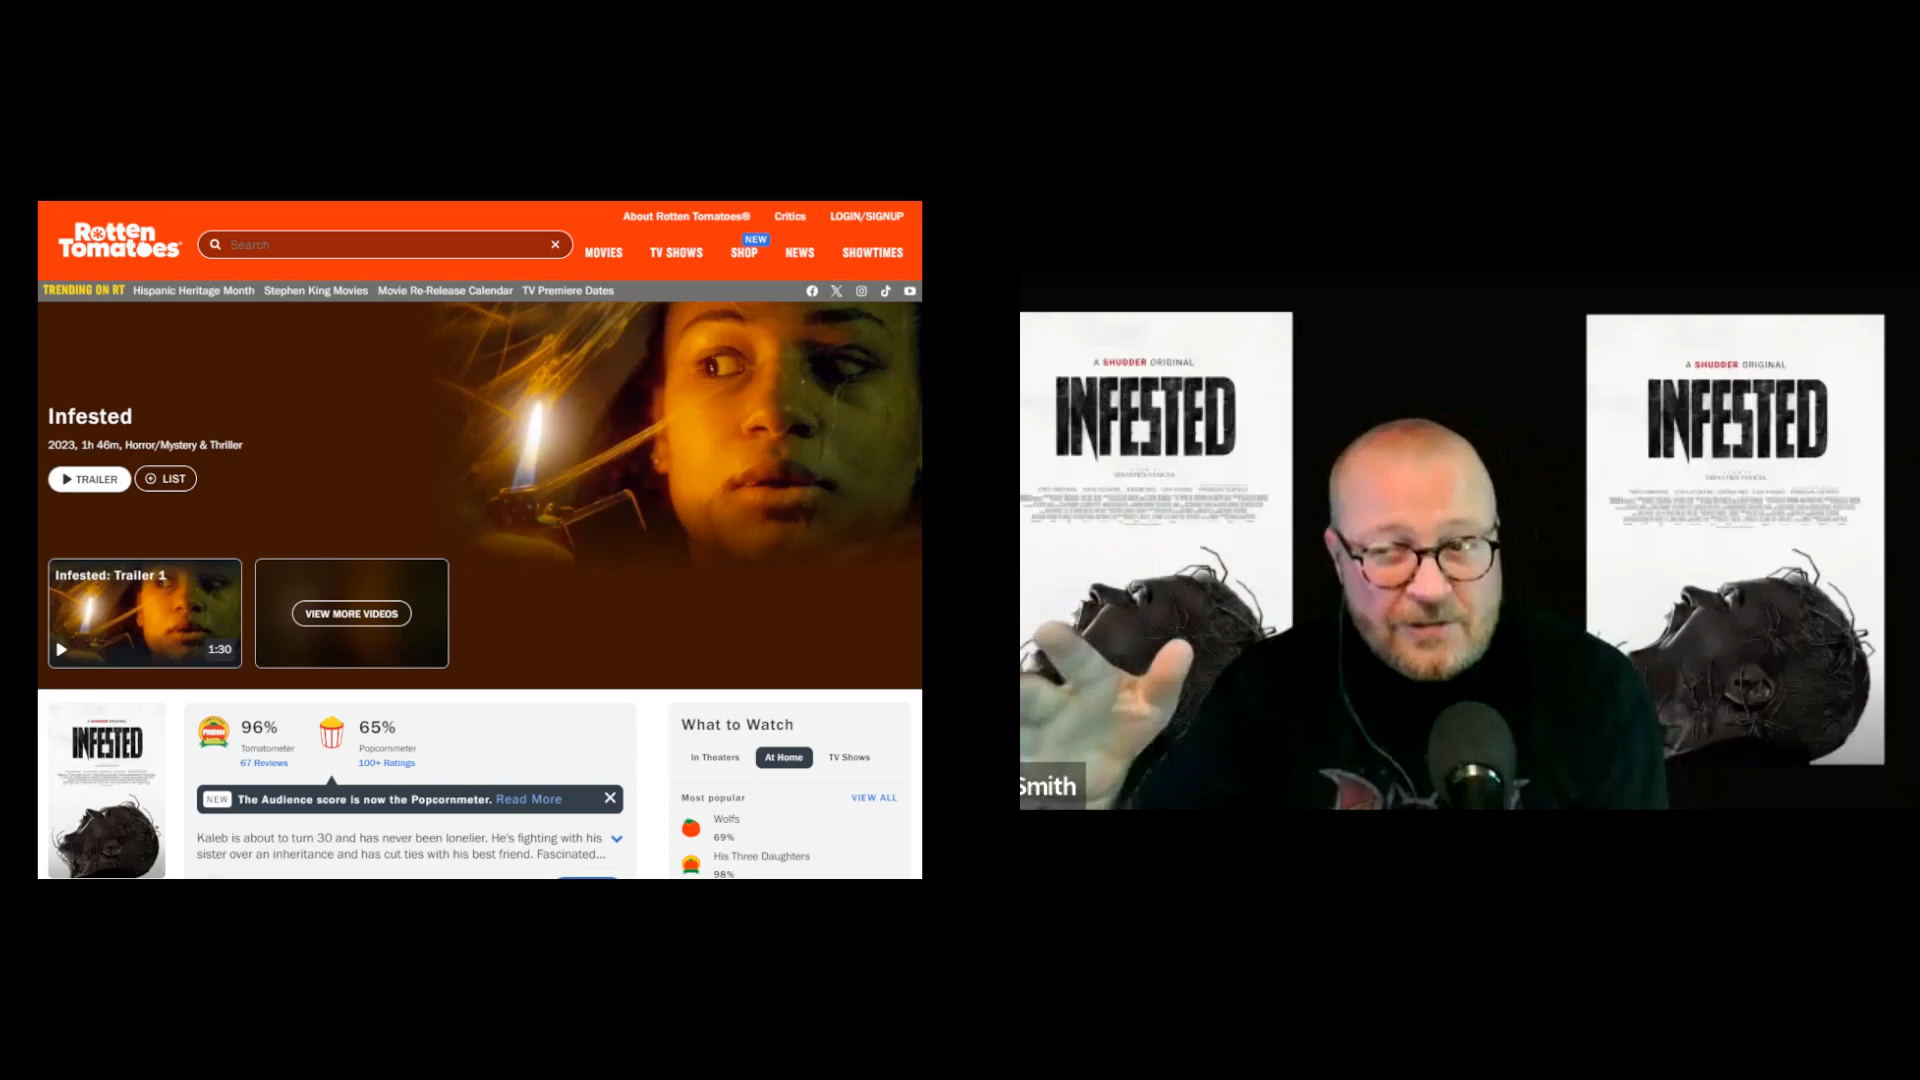 About Rotten Tomatoes® Critics LOGIN/SIGNUP
Rotten
Tomatoes
Search
MOVIES TV SHOWS SHOP NEW NEWS SHOWTIMES
TRENDING ON RT Hispanic Heritage Month Stephen King Movies Movie Re-Release Calendar TV Premiere Dates
Infested
2023, 1h 46m, Horror/Mystery & Thriller
TRAILER LIST
Infested: Trailer 1
1:30
VIEW MORE VIDEOS
A SHUDDER ORIGINAL
INFESTED
FRESH
96%
Tomatometer
67 Reviews
65%
Popcornmeter
100+ Ratings
NEW The Audience score is now the Popcornmeter. Read More
Kaleb is about to turn 30 and has never been lonelier. He's fighting with his
sister over an inheritance and has cut ties with his best friend. Fascinated...
What to Watch
In Theaters At Home TV Shows
Most popular VIEW ALL
Wolfs
69%
His Three Daughters
98%
A SHUDDER ORIGINAL
INFESTED
Smith
A SHUDDER ORIGINAL
INFESTED